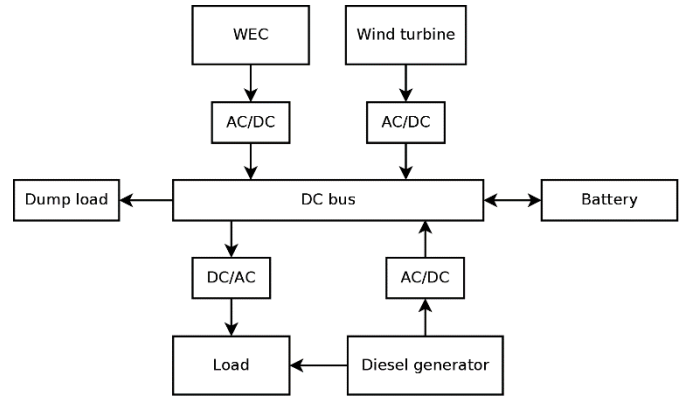 WEC
Wind turbine
AC/DC
AC/DC
Dump load
DC bus
Battery
DC/AC
AC/DC
Load
Diesel generator